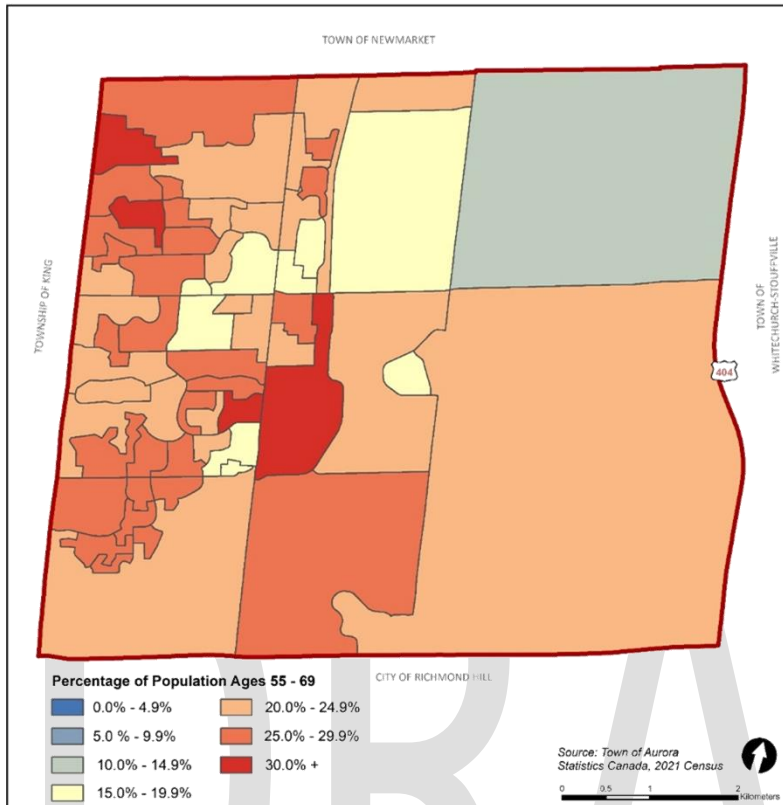 TOWN OF NEWMARKET
TOWNSHIP OF KING
TOWN OF
WHITECHURCH-STOUFFVILLE
404
CITY OF RICHMOND HILL
Percentage of Population Ages 55 - 69
0.0% - 4.9%
5.0 % - 9.9%
10.0% - 14.9%
15.0% - 19.9%
20.0% - 24.9%
25.0% - 29.9%
30.0% +
Source: Town of Aurora
Statistics Canada, 2021 Census
0 0.5 1 2
Kilometers